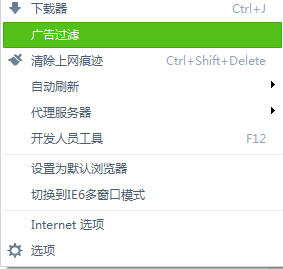 下载器 Ctrl+J
广告过滤
清除上网痕迹 Ctrl+Shift+Delete
自动刷新
代理服务器
开发人员工具 F12
设置为默认浏览器
切换到IE6多窗口模式
Internet 选项
选项